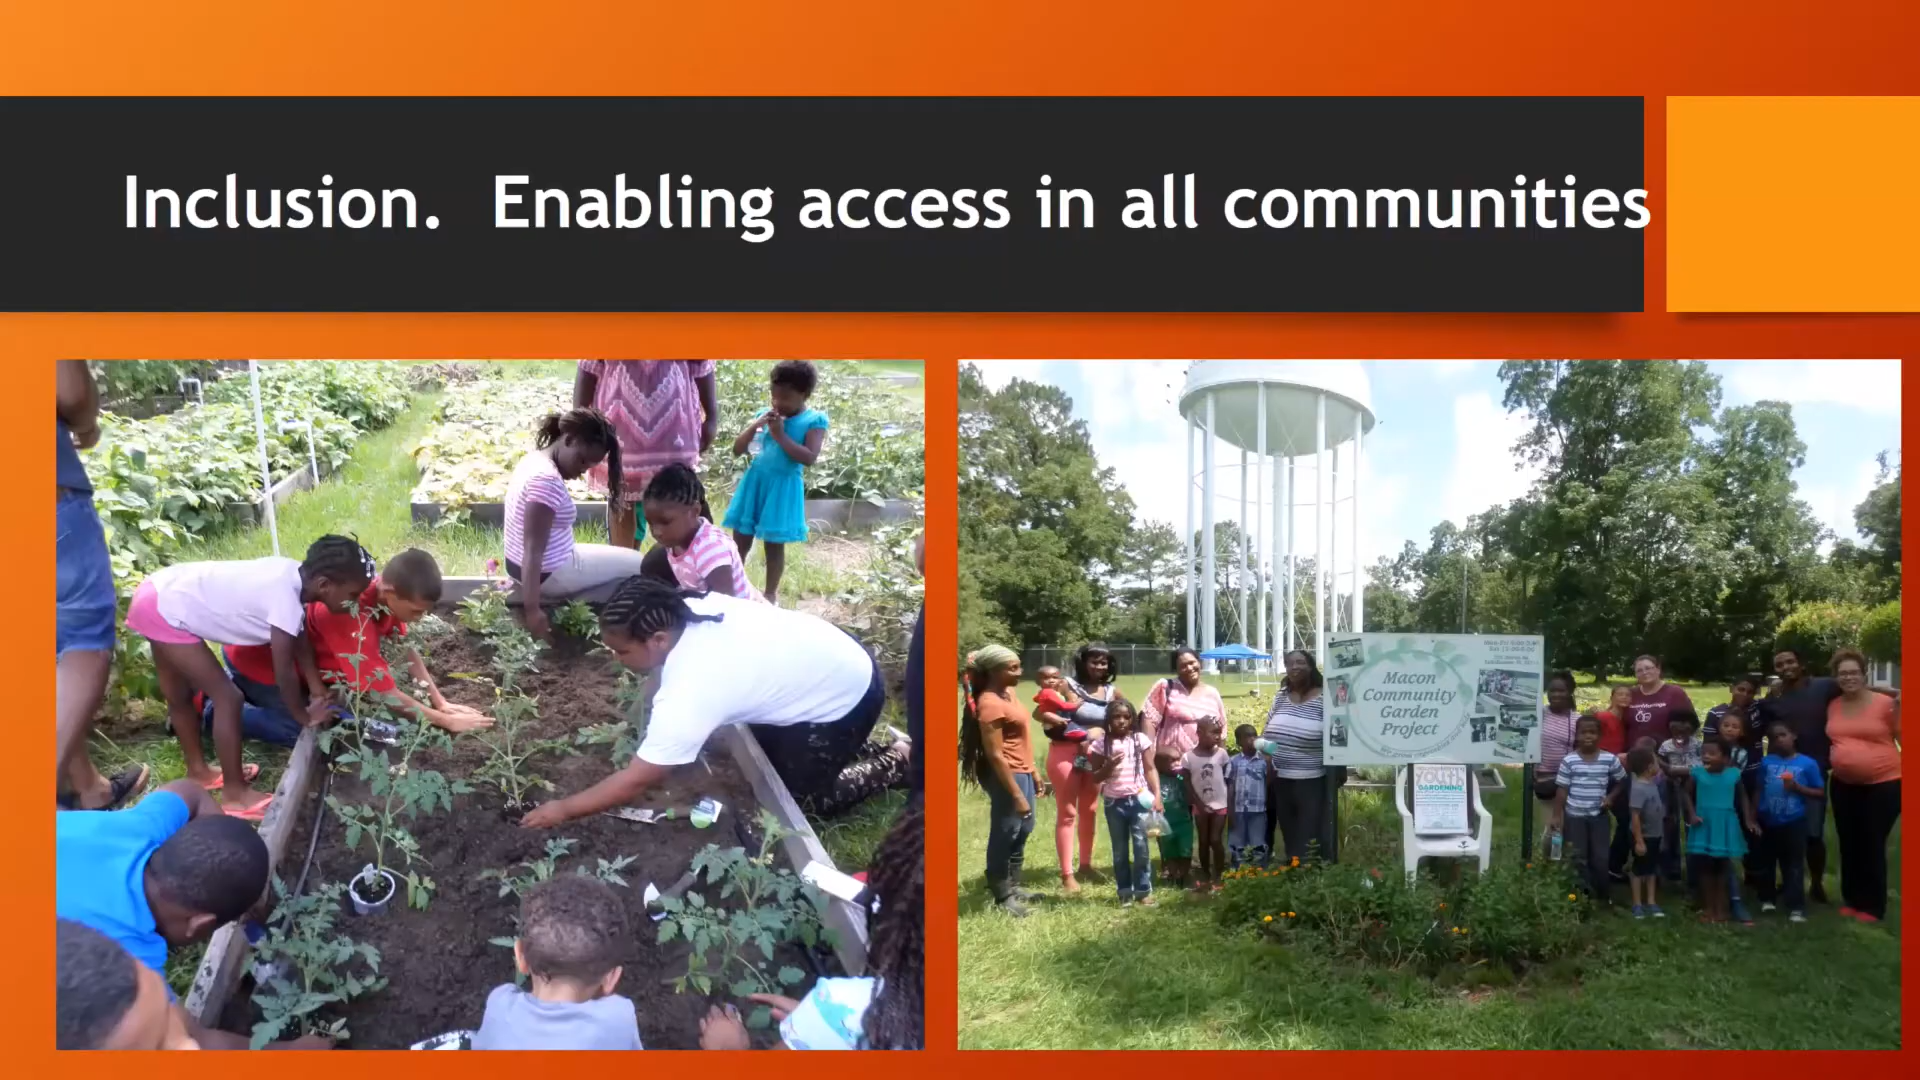 Inclusion.  Enabling access in all communities
Macon
Community
Garden
Project
YOUTH
GARDENING